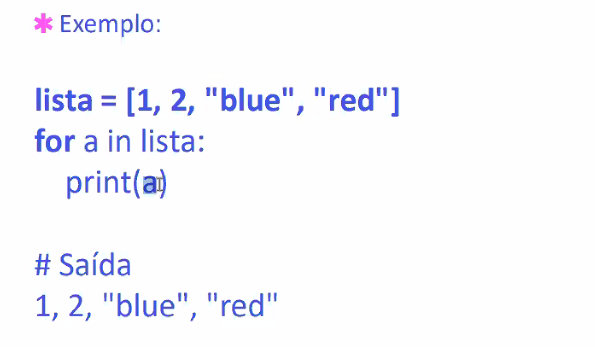 * Exemplo:
lista = [1, 2, "blue", "red"]
for a in lista:
print(a)
# Saída
1, 2, "blue", "red"